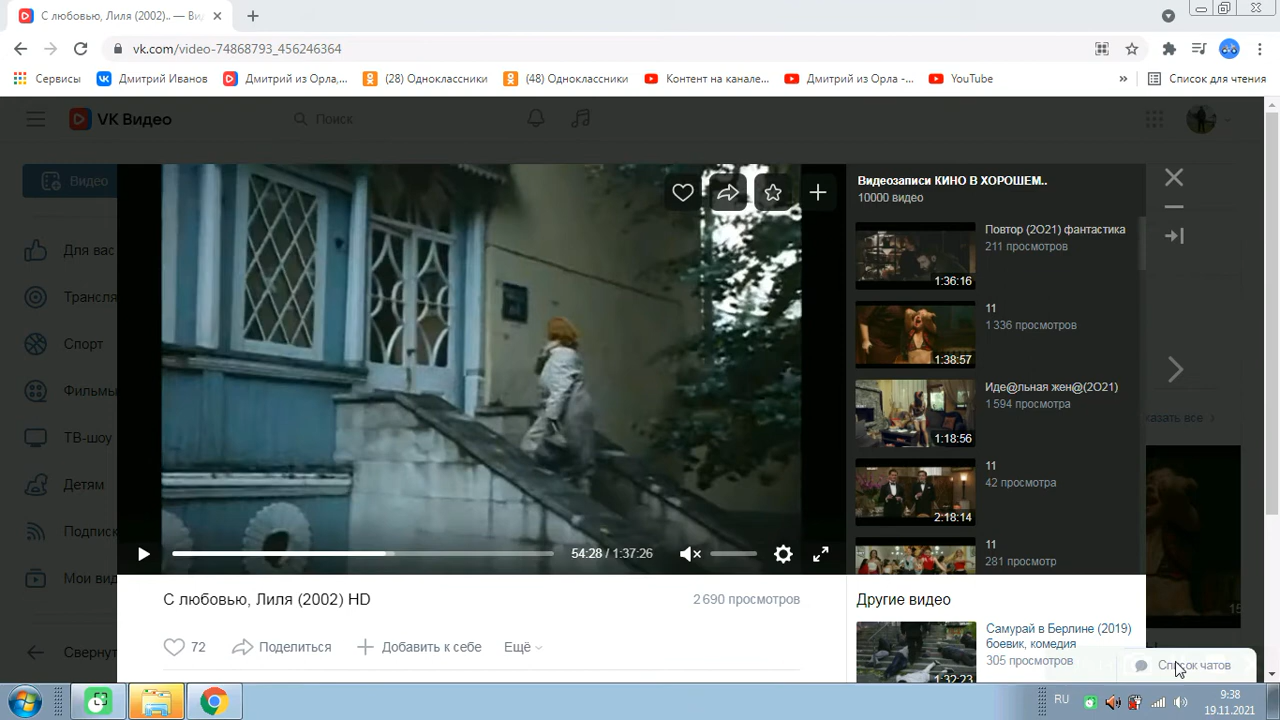 С любовью, Лиля (2002).. — Ви
vk.com/video-74868793_456246364
Сервисы
Дмитрий Иванов
Дмитрий из Орла,...
(28) Одноклассники
(48) Одноклассники
Контент на канале...
Дмитрий из Орла -...
YouTube
»
Список для чтения
VK Видео
Поиск
Видео
Для вас
Трансля
Спорт
Фильмы
ТВ-шоу
Детям
Подписк
Мои вид
Свернут
Видеозаписи КИНО В ХОРОШЕМ..
10000 видео
Повтор (2О21) фантастика
211 просмотров
1:36:16
11
1 336 просмотров
1:38:57
Иде@льная жен@(2О21)
1 594 просмотра
1:18:56
11
42 просмотра
2:18:14
11
281 просмотр
казать все
54:28 / 1:37:26
С любовью, Лиля (2002) HD
2 690 просмотров
72
Поделиться
Добавить к себе
Ещё
Другие видео
Самурай в Берлине (2019)
боевик, комедия
305 просмотров
1:32:23
Список чатов
RU
9:38
19.11.2021